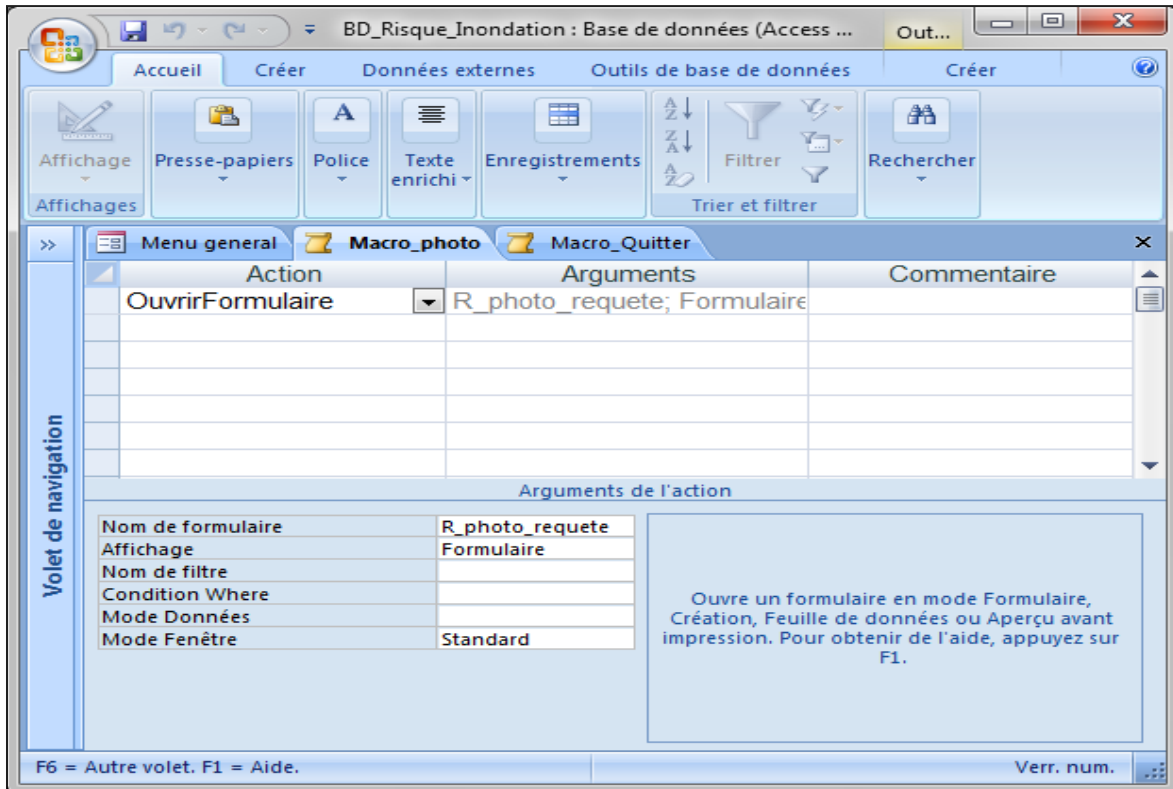 BD_Risque_Inondation : Base de données (Access ...
Out...
Accueil Créer Données externes Outils de base de données Créer
Affichage
Presse-papiers
Police
Texte enrichi
Enregistrements
Filtrer
Rechercher
Affichages
Trier et filtrer
Menu general Macro_photo Macro_Quitter
Action Arguments Commentaire
OuvrirFormulaire R_photo_requete; Formulaire
Volet de navigation
Arguments de l'action
Nom de formulaire R_photo_requete
Affichage Formulaire
Nom de filtre
Condition Where
Mode Données
Mode Fenêtre Standard
Ouvre un formulaire en mode Formulaire,
Création, Feuille de données ou Aperçu avant
impression. Pour obtenir de l'aide, appuyez sur
F1.
F6 = Autre volet. F1 = Aide.
Verr. num.